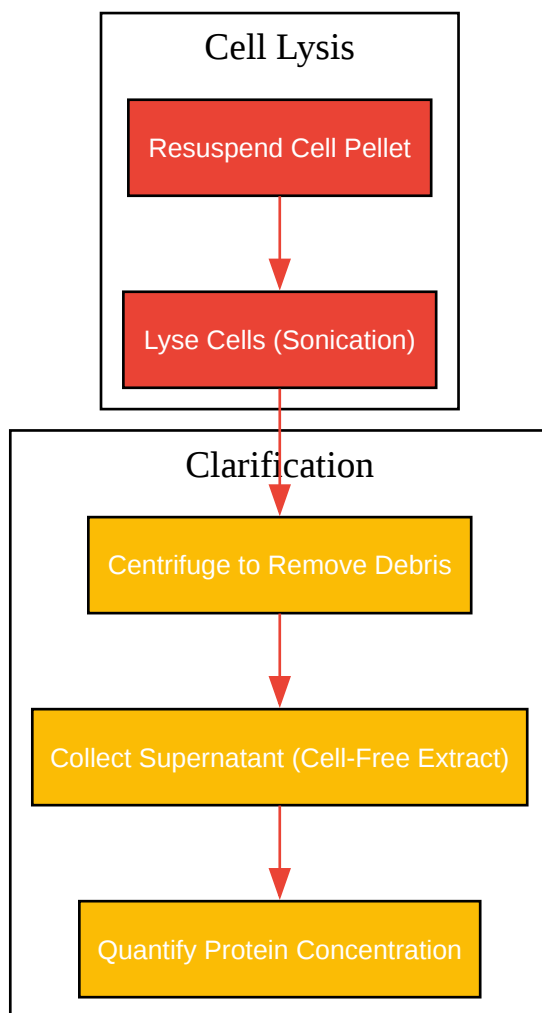 Cell Lysis
Resuspend Cell Pellet
Lyse Cells (Sonication)
Clarification
Centrifuge to Remove Debris
Collect Supernatant (Cell-Free Extract)
Quantify Protein Concentration